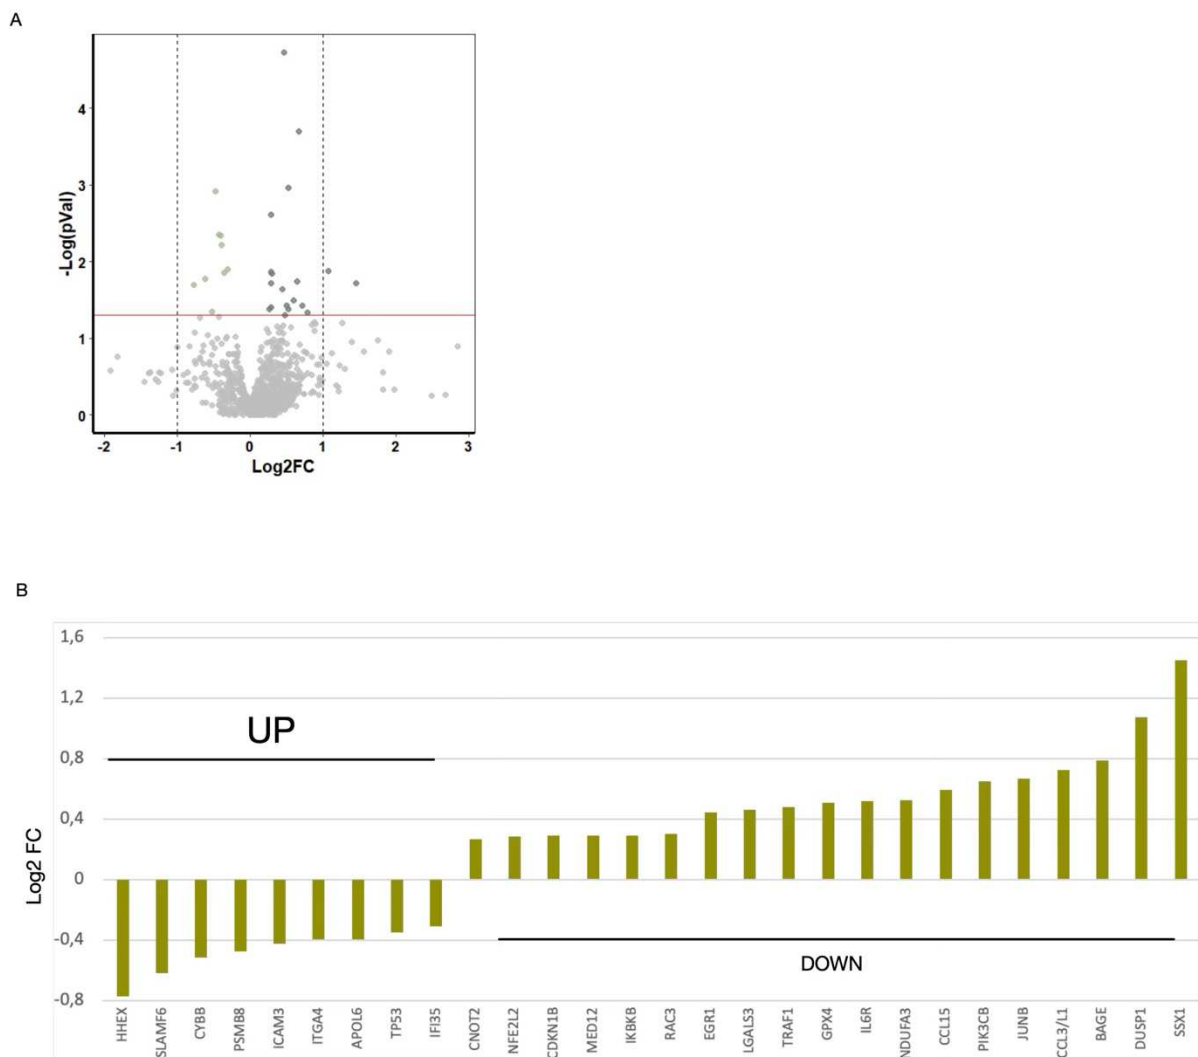 A
4
3
2
1
0
-Log(pVal)
-2 -1 0 1 2 3
Log2FC
B
1,6
1,2
0,8
0,4
0
-0,4
-0,8
Log2 FC
UP
DOWN
HHEX SLAMF6 CYBB PSMB8 ICAM3 ITGA4 APOL6 TP53 IFI35 CNOT2 NFE2L2 CDKN1B MED12 IKBKB RAC3 EGR1 LGALS3 TRAF1 GPX4 IL6R NDUFA3 CCL15 PIK3CB JUNB CCL3/L1 BAGE DUSP1 SSX1